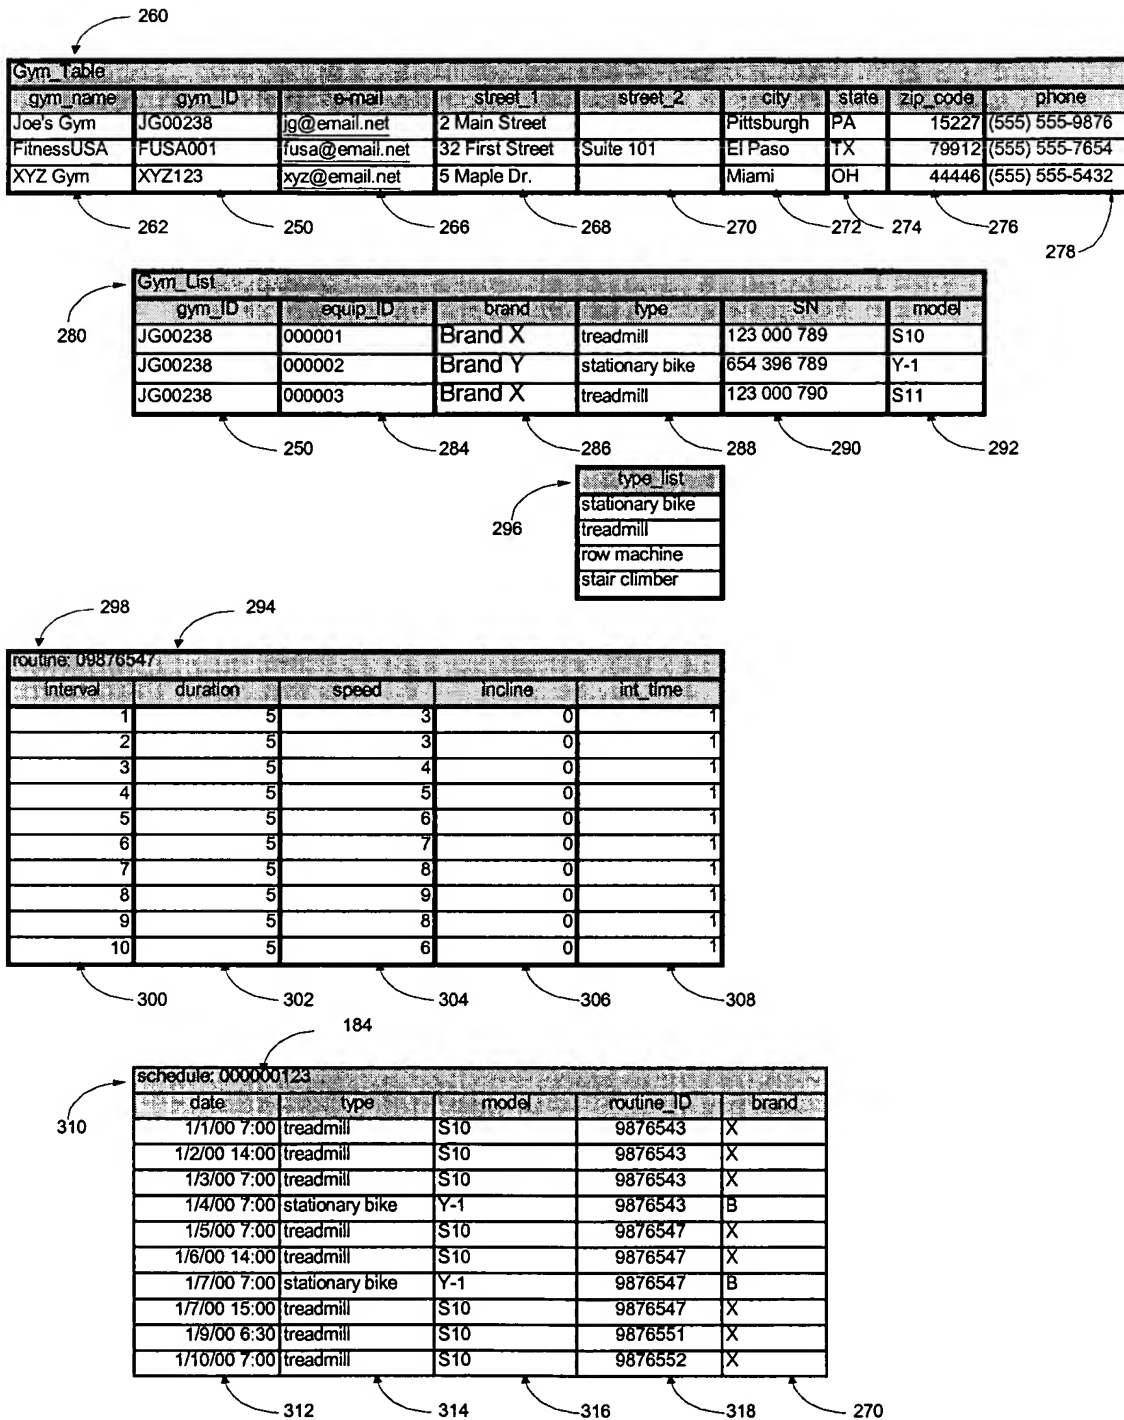 260
Gym_Table
gym_name gym_ID e-mail street_1 street_2 city state zip_code phone
Joe's Gym JG00238 jg@email.net 2 Main Street Pittsburgh PA 15227 (555) 555-9876
FitnessUSA FUSA001 fusa@email.net 32 First Street Suite 101 El Paso TX 79912 (555) 555-7654
XYZ Gym XYZ123 xyz@email.net 5 Maple Dr. Miami OH 44446 (555) 555-5432
262 250 266 268 270 272 274 276 278
280
Gym_List
gym_ID equip_ID brand type SN model
JG00238 000001 Brand X treadmill 123 000 789 S10
JG00238 000002 Brand Y stationary bike 654 396 789 Y-1
JG00238 000003 Brand X treadmill 123 000 790 S11
250 284 286 288 290 292
296
type_list
stationary bike
treadmill
row machine
stair climber
298 294
routine: 09876547
interval duration speed incline int_time
1 5 3 0 1
2 5 3 0 1
3 5 4 0 1
4 5 5 0 1
5 5 6 0 1
6 5 7 0 1
7 5 8 0 1
8 5 9 0 1
9 5 8 0 1
10 5 6 0 1
300 302 304 306 308
184
310
schedule: 000000123
date type model routine_ID brand
1/1/00 7:00 treadmill S10 9876543 X
1/2/00 14:00 treadmill S10 9876543 X
1/3/00 7:00 treadmill S10 9876543 X
1/4/00 7:00 stationary bike Y-1 9876543 B
1/5/00 7:00 treadmill S10 9876547 X
1/6/00 14:00 treadmill S10 9876547 X
1/7/00 7:00 stationary bike Y-1 9876547 B
1/7/00 15:00 treadmill S10 9876547 X
1/9/00 6:30 treadmill S10 9876551 X
1/10/00 7:00 treadmill S10 9876552 X
312 314 316 318 270